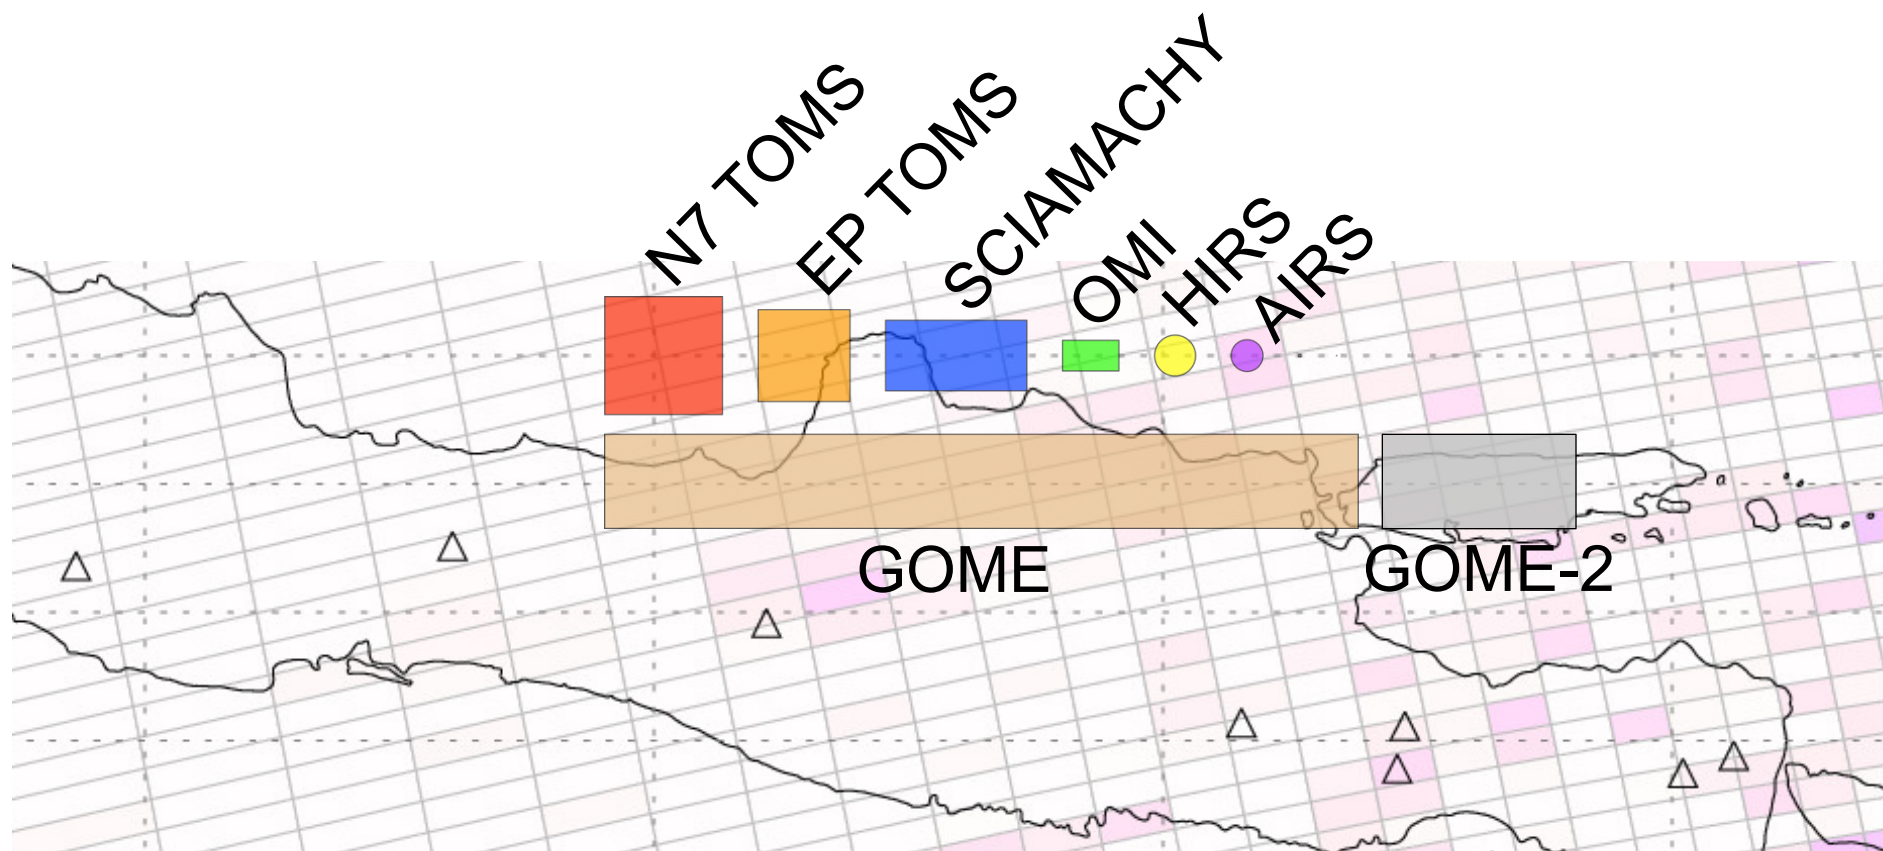 N7 TOMS
EP TOMS
SCIAMACHY
OMI
HIRS
AIRS
GOME
GOME-2